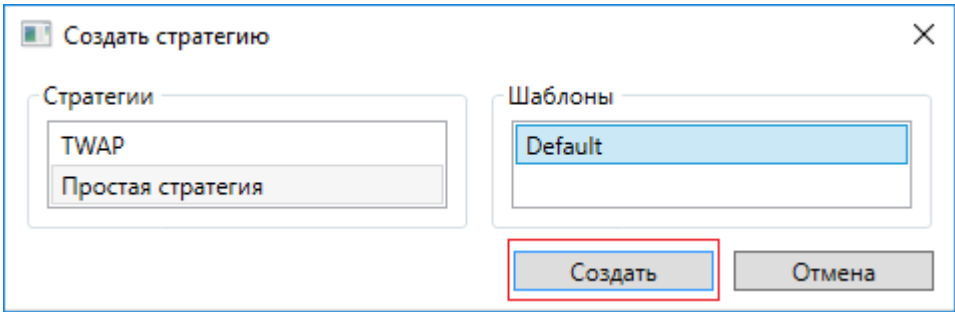 Создать стратегию
Стратегии
TWAP
Простая стратегия
Шаблоны
Default
Создать
Отмена